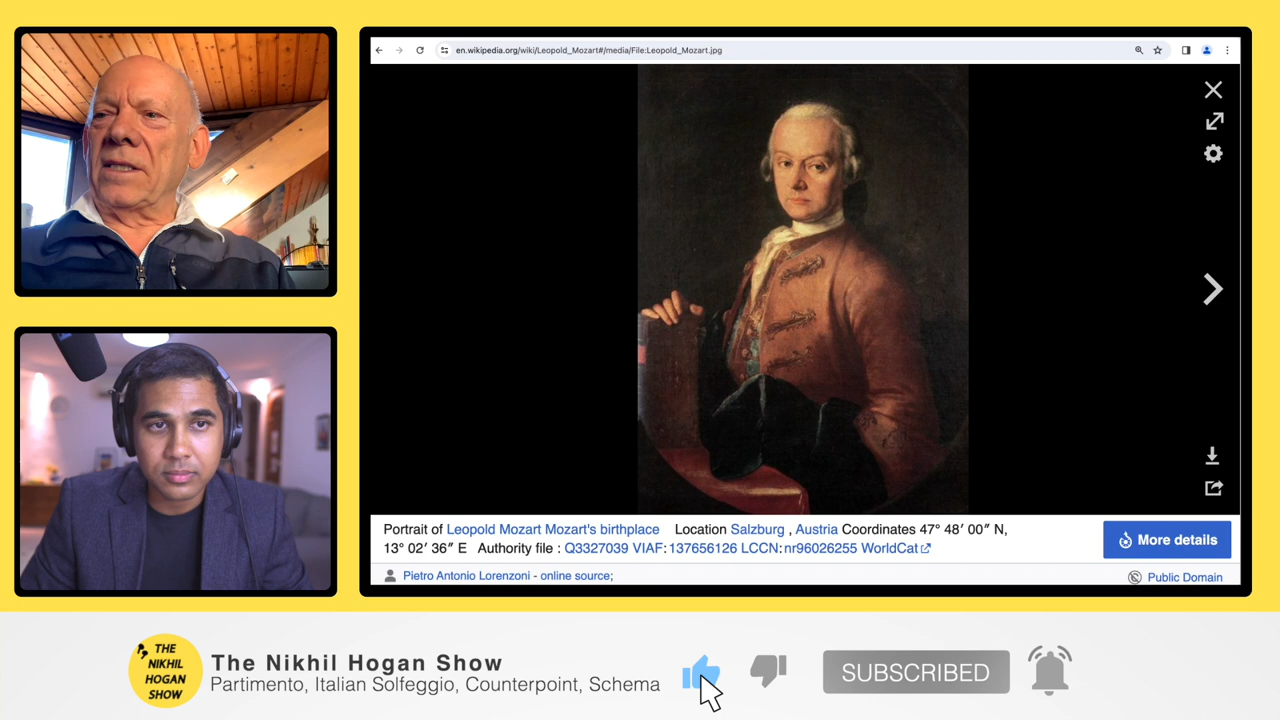 en.wikipedia.org/wiki/Leopold_Mozart#/media/File:Leopold_Mozart.jpg
Portrait of Leopold Mozart Mozart's birthplace Location Salzburg , Austria Coordinates 47° 48′ 00″ N,
13° 02′ 36″ E Authority file : Q3327039 VIAF: 137656126 LCCN: nr96026255 WorldCat
More details
Pietro Antonio Lorenzoni - online source;
Public Domain
THE
NIKHIL
HOGAN
SHOW
The Nikhil Hogan Show
Partimento, Italian Solfeggio, Counterpoint, Schema
SUBSCRIBED